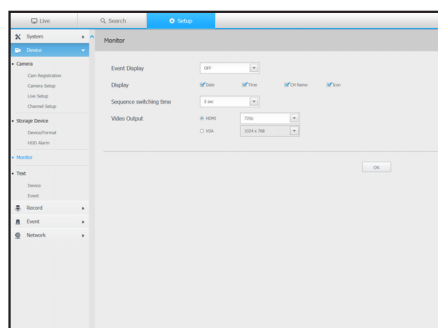 Live
Search
Setup
System
Device
Camera
Cam Registration
Camera Setup
Live Setup
Channel Setup
Storage Device
Device/Format
HDD Alarm
Monitor
Text
Device
Event
Record
Event
Network
Monitor
Event Display OFF
Display Date Time CH Name Icon
Sequence switching time 5 sec
Video Output HDMI 720p
VGA 1024 x 768
OK